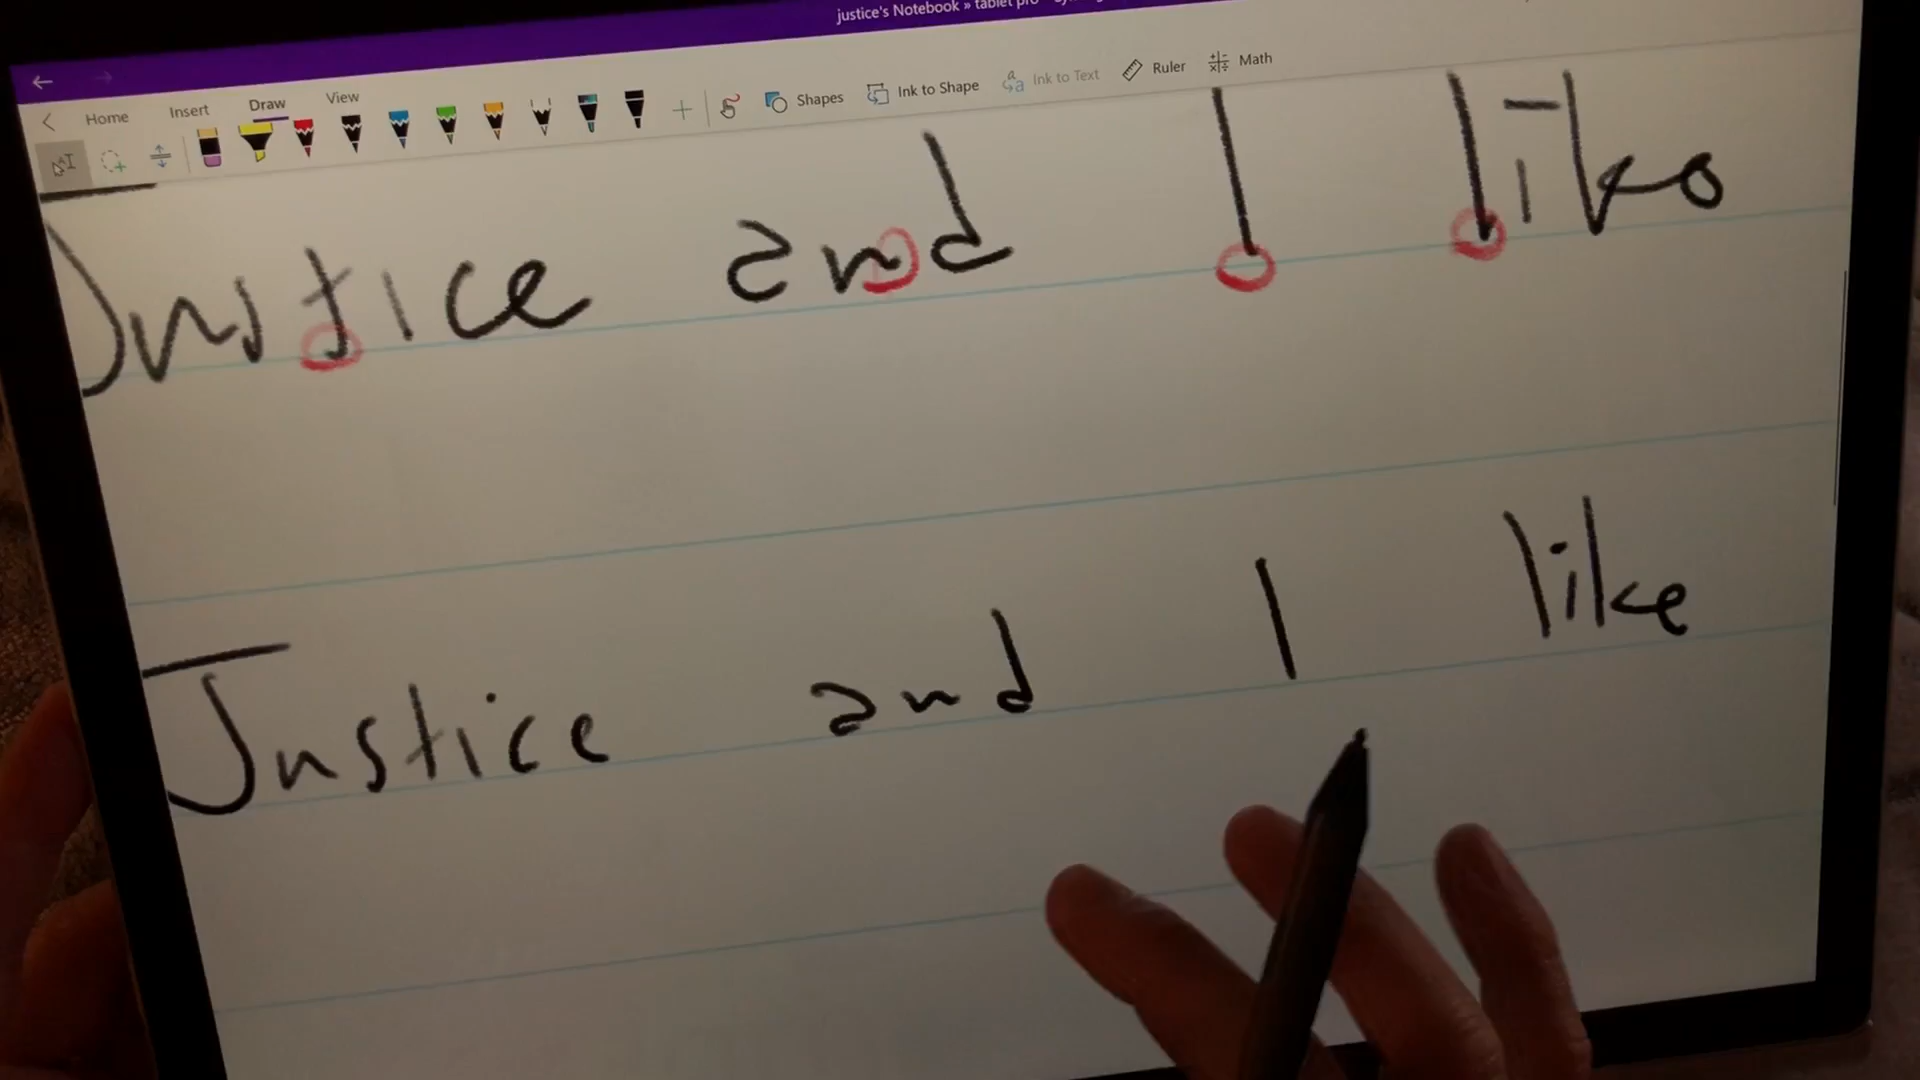 justice's Notebook » tablet pro
Home Insert Draw View Shapes Ink to Shape Ink to Text Ruler Math
Justice and I like
Justice and I like